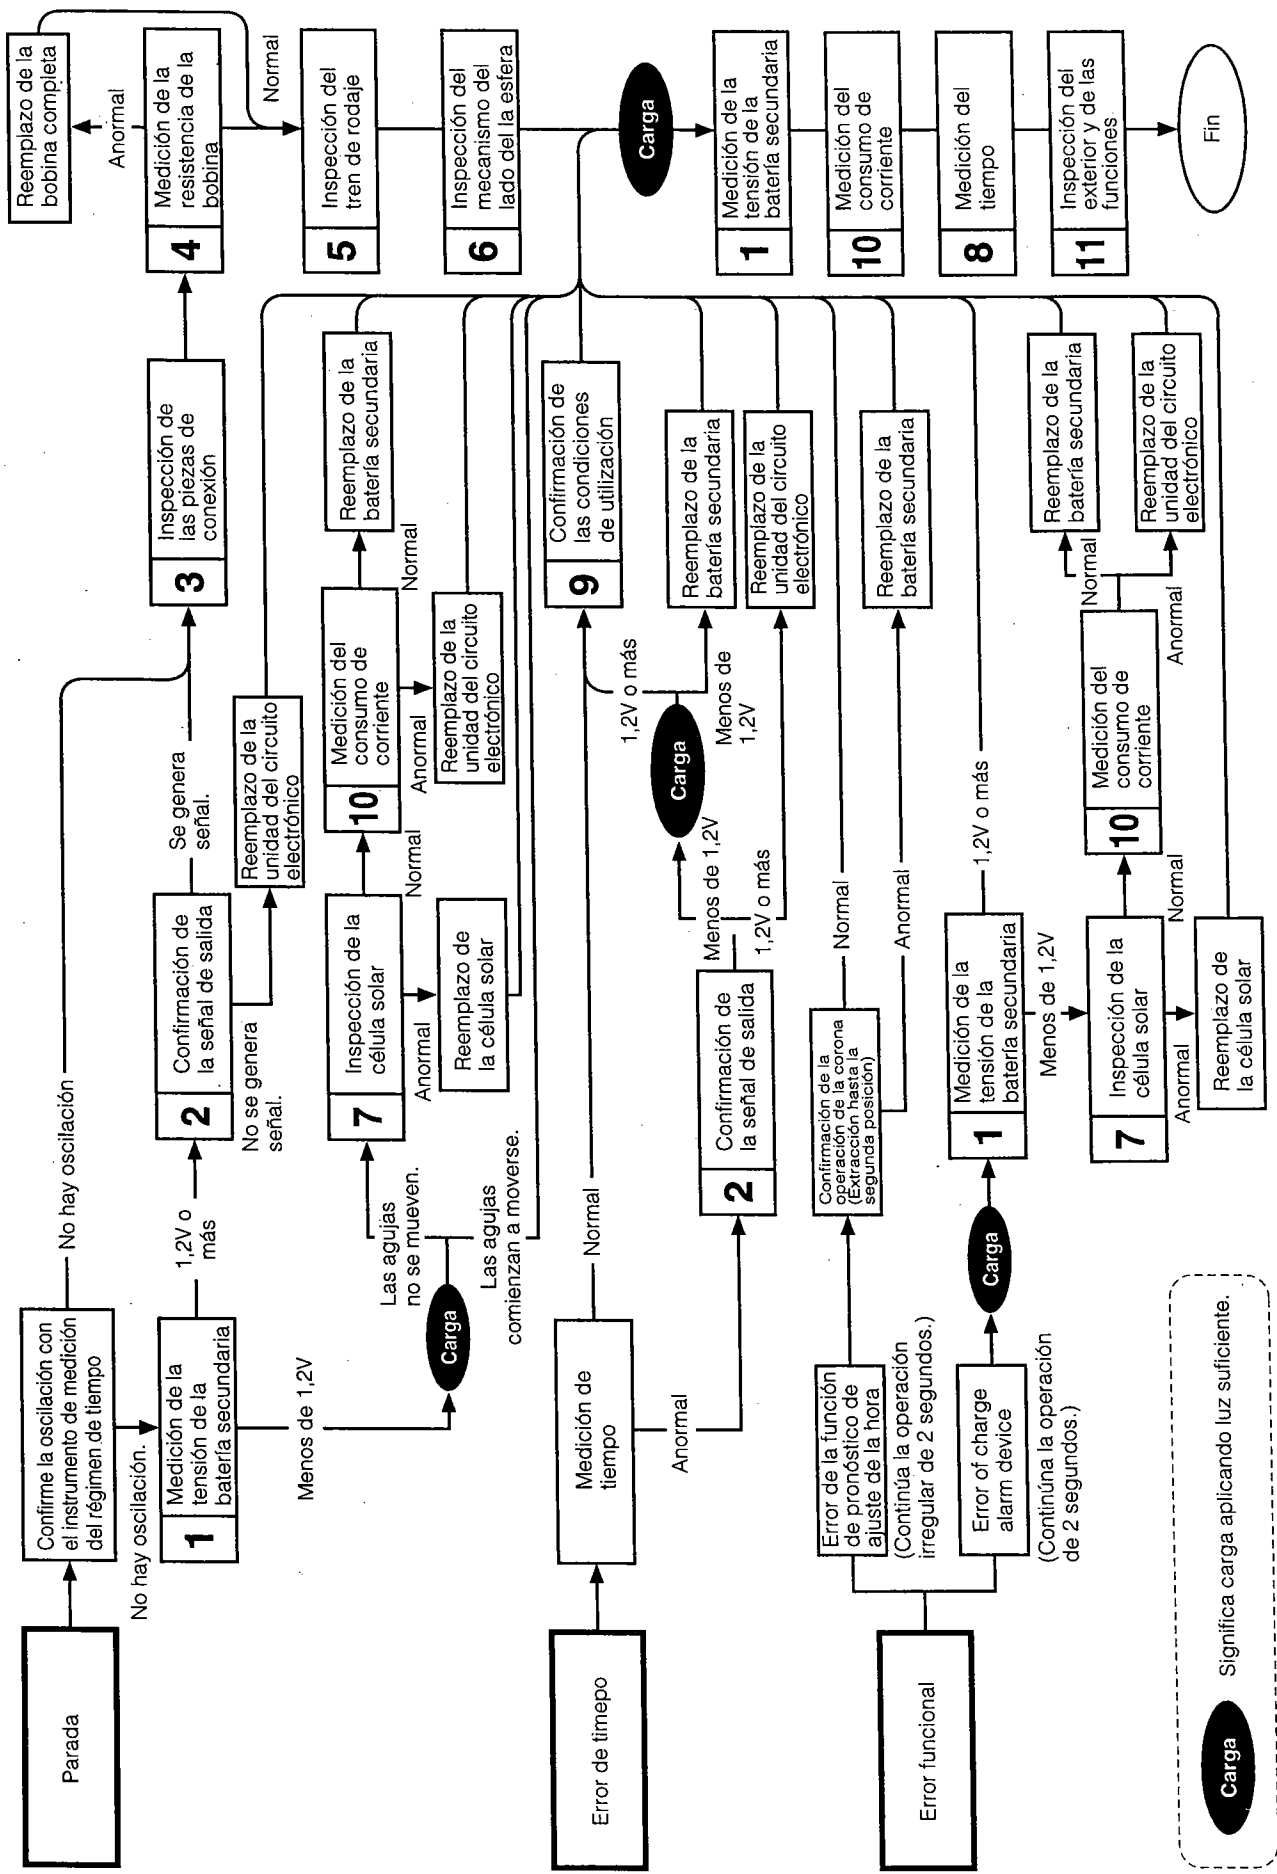 Parada
Confirme la oscilación con
el instrumento de medición
del régimen de tiempo
No hay oscilación
No hay oscilación.
1
Medición de la
tensión de la
batería secundaria
1,2V o
más
Menos de 1,2V
2
Confirmación de
la señal de salida
Se genera
señal.
No se genera
señal.
Reemplazo de la
unidad del circuito
electrónico
3
Inspección de
las piezas de
conexión
4
Medición de la
resistencia de la
bobina
Anormal
Reemplazo de la
bobina completa
Normal
5
Inspección del
tren de rodaje
6
Inspección del
mecanismo del
lado del la esfera
Carga
Las agujas
no se mueven.
Las agujas
comienzan a moverse.
7
Inspección de la
célula solar
Normal
Anormal
Reemplazo de
la célula solar
10
Medición del
consumo de
corriente
Normal
Anormal
Reemplazo de la
batería secundaria
Reemplazo de la
unidad del circuito
electrónico
Error de timepo
Medición de
tiempo
Normal
Anormal
2
Confirmación de
la señal de salida
Menos de 1,2V
1,2V o más
Carga
1,2V o más
Menos de
1,2V
9
Confirmación de
las condiciones
de utilización
Reemplazo de la
batería secundaria
Reemplazo de la
unidad del circuito
electrónico
Error funcional
Error de la función
de pronóstico de
ajuste de la hora
(Continúa la operación
irregular de 2 segundos.)
Confirmación de la
operación de la corona
(Extracción hasta la
segunda posición)
Normal
Anormal
Reemplazo de la
batería secundaria
Error of charge
alarm device
(Continúna la operación
de 2 segundos.)
Carga
1
Medición de la
tensión de la
batería secundaria
1,2V o más
Menos de 1,2V
7
Inspección de la
célula solar
Normal
Anormal
Reemplazo de
la célula solar
10
Medición del
consumo de
corriente
Normal
Anormal
Reemplazo de la
batería secundaria
Reemplazo de la
unidad del circuito
electrónico
Carga
1
Medición de la
tensión de la
batería secundaria
10
Medición del
consumo de
corriente
8
Medición del
tiempo
11
Inspección del
exterior y de las
funciones
Fin
Carga
Significa carga aplicando luz suficiente.